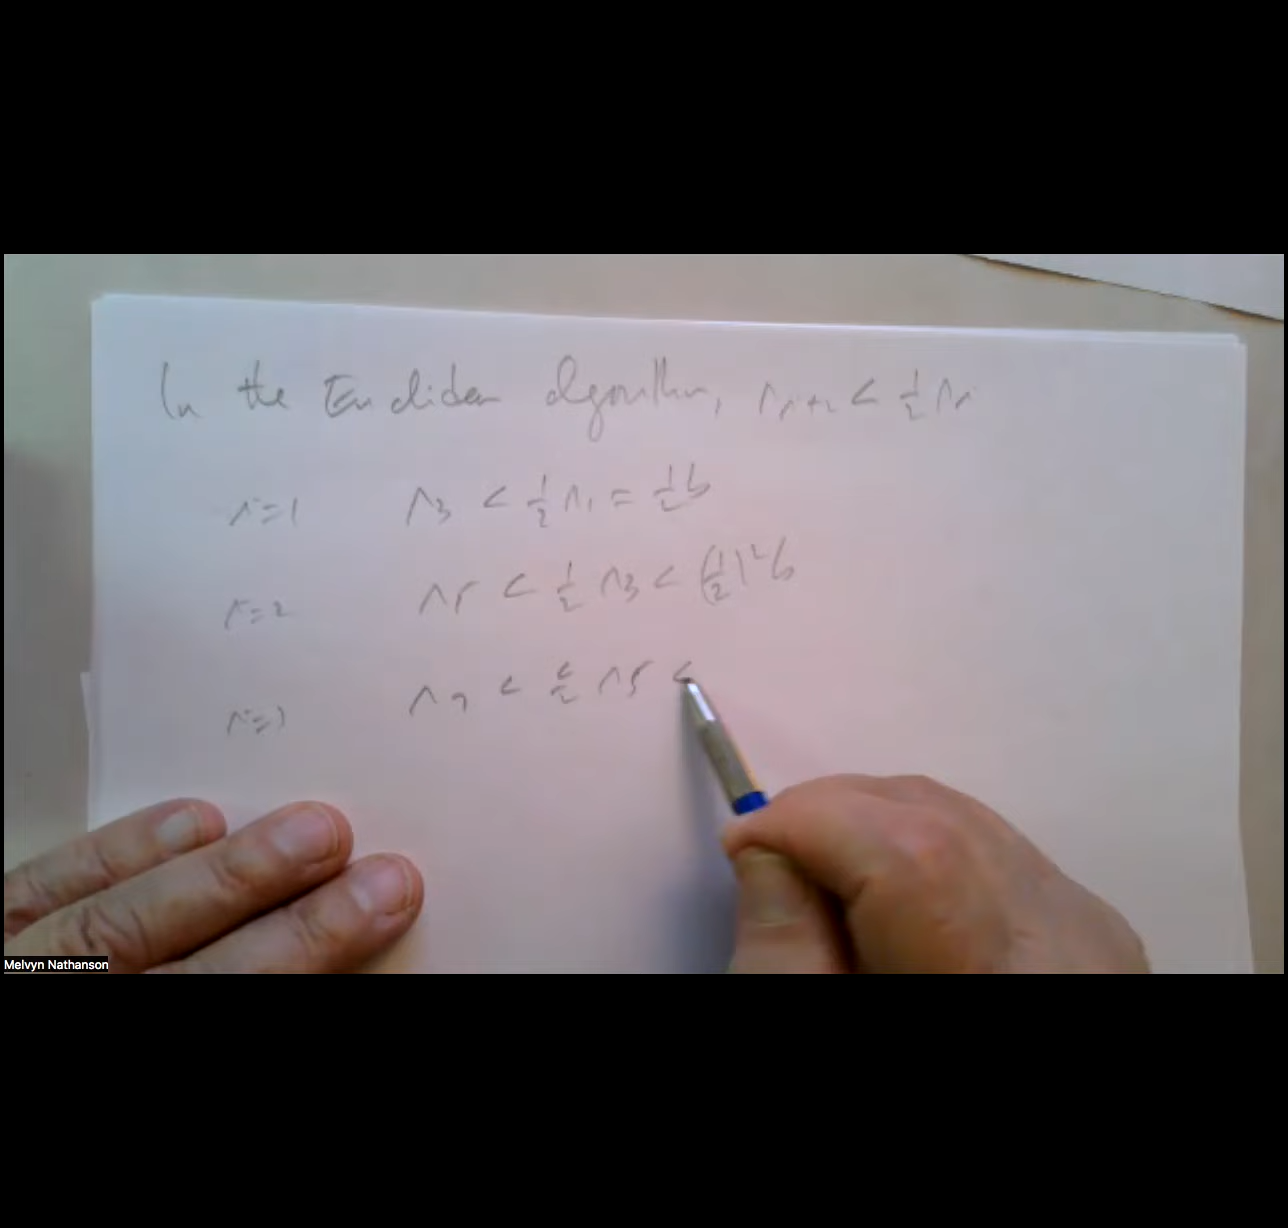 In the Euclidean algorithm, r_{i+2} < 1/2 r_i
i=1 r_3 < 1/2 r_1 = 1/2 b
i=2 r_5 < 1/2 r_3 < (1/2)^2 b
i=3 r_7 < 1/2 r_5 <
Melvyn Nathanson